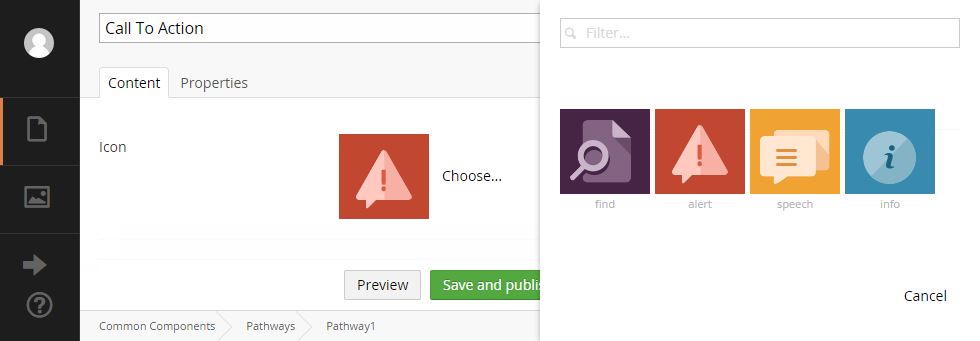 Call To Action
Content
Properties
Icon
Choose...
Preview
Save and publis
Common Components
Pathways
Pathway1
Filter...
find
alert
speech
info
Cancel